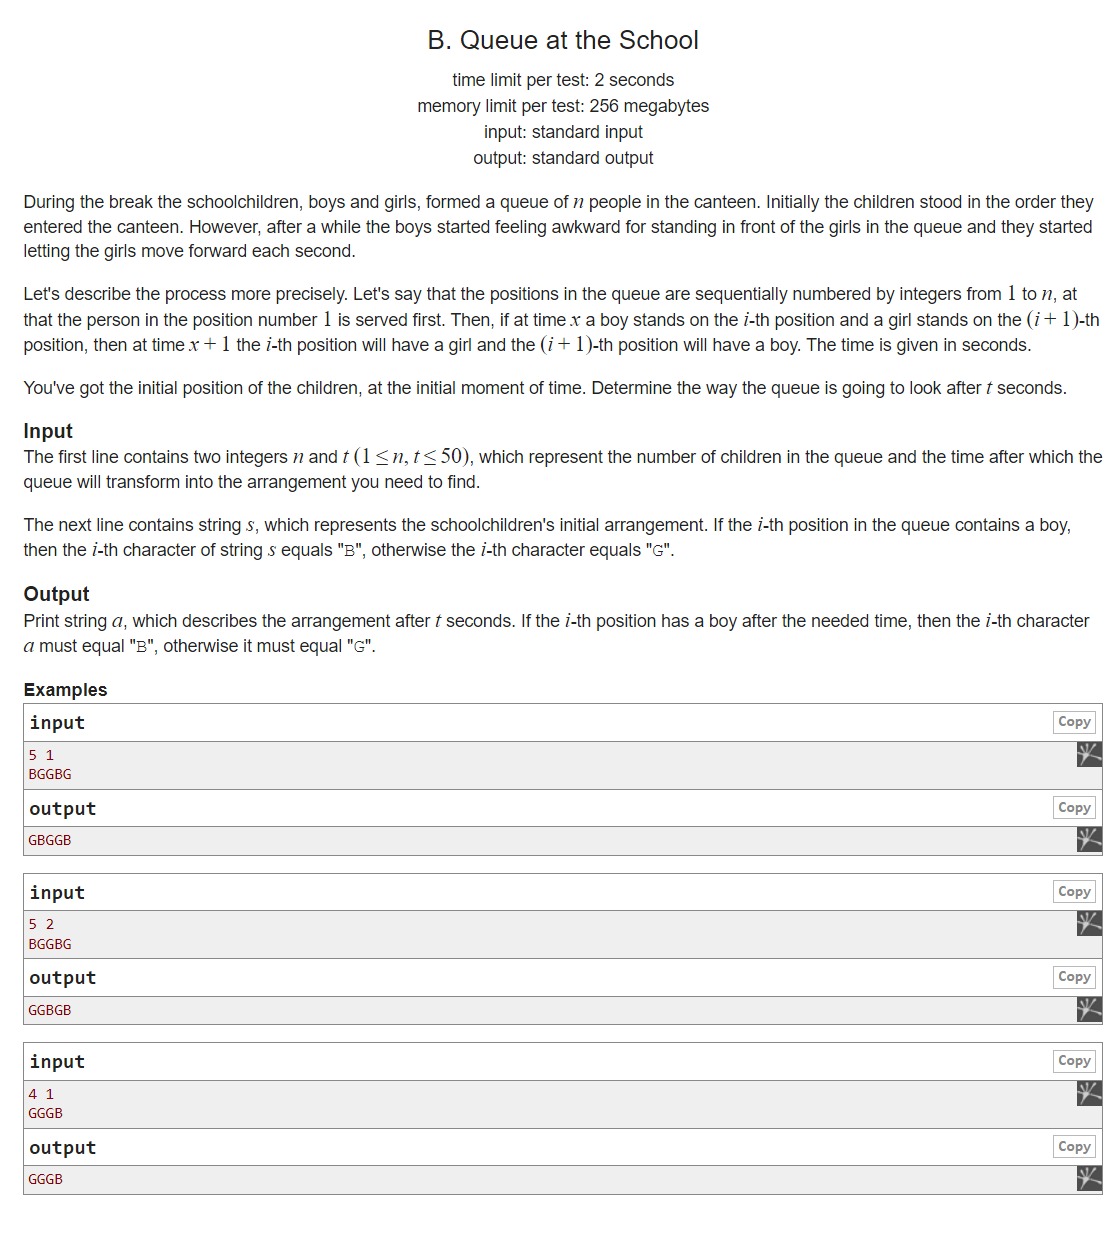 B. Queue at the School
time limit per test: 2 seconds
memory limit per test: 256 megabytes
input: standard input
output: standard output
During the break the schoolchildren, boys and girls, formed a queue of n people in the canteen. Initially the children stood in the order they
entered the canteen. However, after a while the boys started feeling awkward for standing in front of the girls in the queue and they started
letting the girls move forward each second.
Let's describe the process more precisely. Let's say that the positions in the queue are sequentially numbered by integers from 1 to n, at
that the person in the position number 1 is served first. Then, if at time x a boy stands on the i-th position and a girl stands on the (i + 1)-th
position, then at time x + 1 the i-th position will have a girl and the (i + 1)-th position will have a boy. The time is given in seconds.
You've got the initial position of the children, at the initial moment of time. Determine the way the queue is going to look after t seconds.
Input
The first line contains two integers n and t (1 ≤ n, t ≤ 50), which represent the number of children in the queue and the time after which the
queue will transform into the arrangement you need to find.
The next line contains string s, which represents the schoolchildren's initial arrangement. If the i-th position in the queue contains a boy,
then the i-th character of string s equals "B", otherwise the i-th character equals "G".
Output
Print string a, which describes the arrangement after t seconds. If the i-th position has a boy after the needed time, then the i-th character
a must equal "B", otherwise it must equal "G".
Examples
input Copy
5 1
BGGBG
output Copy
GBGGB
input Copy
5 2
BGGBG
output Copy
GGBGB
input Copy
4 1
GGGB
output Copy
GGGB